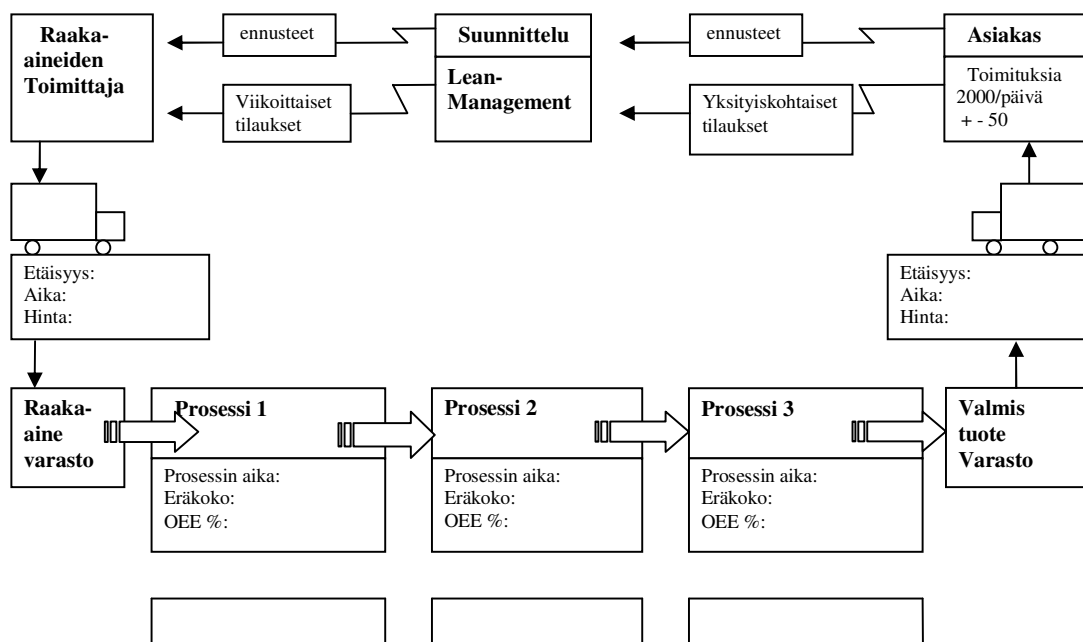 Raaka-
aineiden
Toimittaja
ennusteet
Viikoittaiset
tilaukset
Suunnittelu
Lean-
Management
ennusteet
Yksityiskohtaiset
tilaukset
Asiakas
Toimituksia
2000/päivä
+ - 50
Etäisyys:
Aika:
Hinta:
Etäisyys:
Aika:
Hinta:
Raaka-
aine
varasto
Prosessi 1
Prosessin aika:
Eräkoko:
OEE %:
Prosessi 2
Prosessin aika:
Eräkoko:
OEE %:
Prosessi 3
Prosessin aika:
Eräkoko:
OEE %:
Valmis
tuote
Varasto